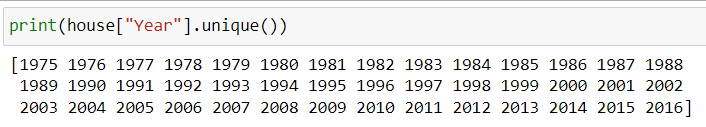 print(house["Year"].unique())
[1975 1976 1977 1978 1979 1980 1981 1982 1983 1984 1985 1986 1987 1988
1989 1990 1991 1992 1993 1994 1995 1996 1997 1998 1999 2000 2001 2002
2003 2004 2005 2006 2007 2008 2009 2010 2011 2012 2013 2014 2015 2016]